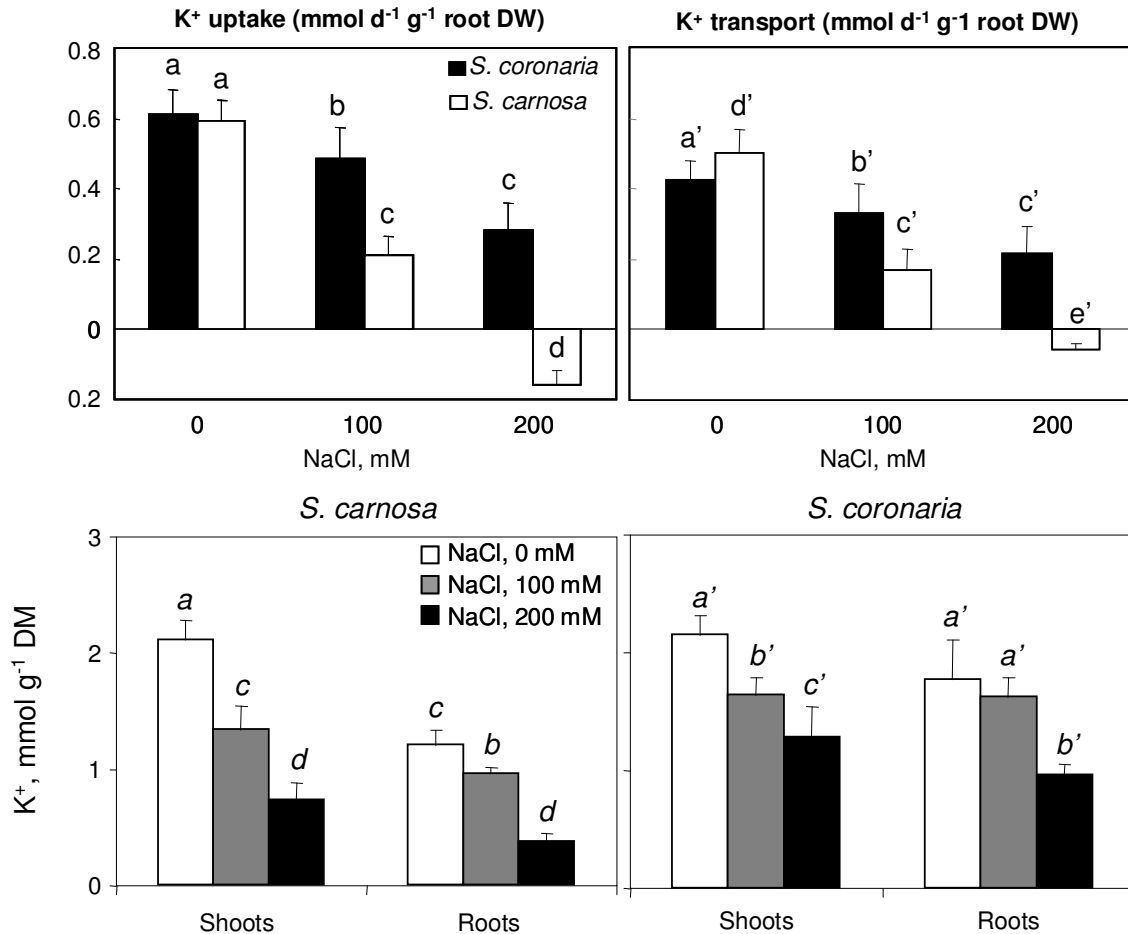 K⁺ uptake (mmol d⁻¹ g⁻¹ root DW)
K⁺ transport (mmol d⁻¹ g-1 root DW)
0.8
0.6
0.4
0.2
0
0.2
S. coronaria
S. carnosa
a a b c c d
a’ d’ b’ c’ c’ e’
0 100 200
NaCl, mM
0 100 200
NaCl, mM
S. carnosa
S. coronaria
K⁺, mmol g⁻¹ DM
3
2
1
0
NaCl, 0 mM
NaCl, 100 mM
NaCl, 200 mM
a c d c b d
a’ b’ c’ a’ a’ b’
Shoots Roots
Shoots Roots